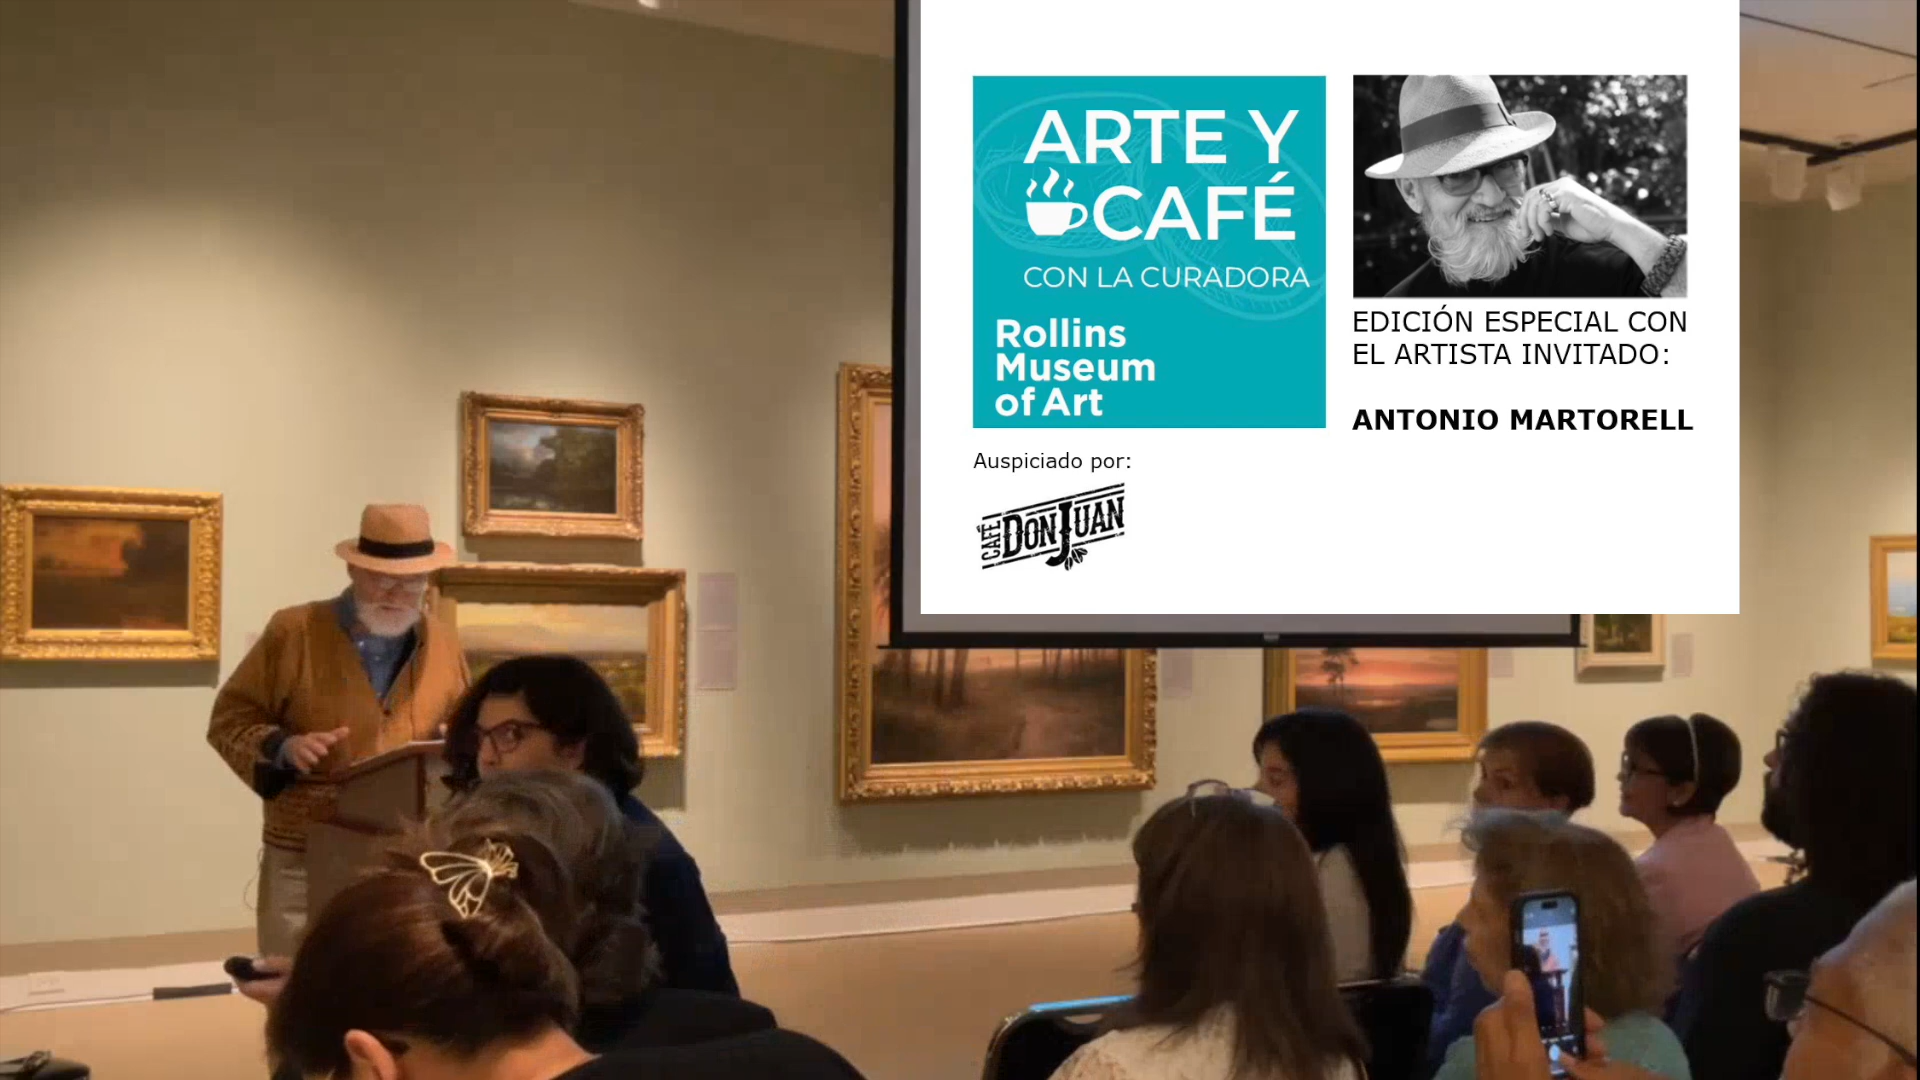 ARTE Y
CAFÉ
CON LA CURADORA
Rollins
Museum
of Art
EDICIÓN ESPECIAL CON
EL ARTISTA INVITADO:
ANTONIO MARTORELL
Auspiciado por:
CAFÉ DON JUAN